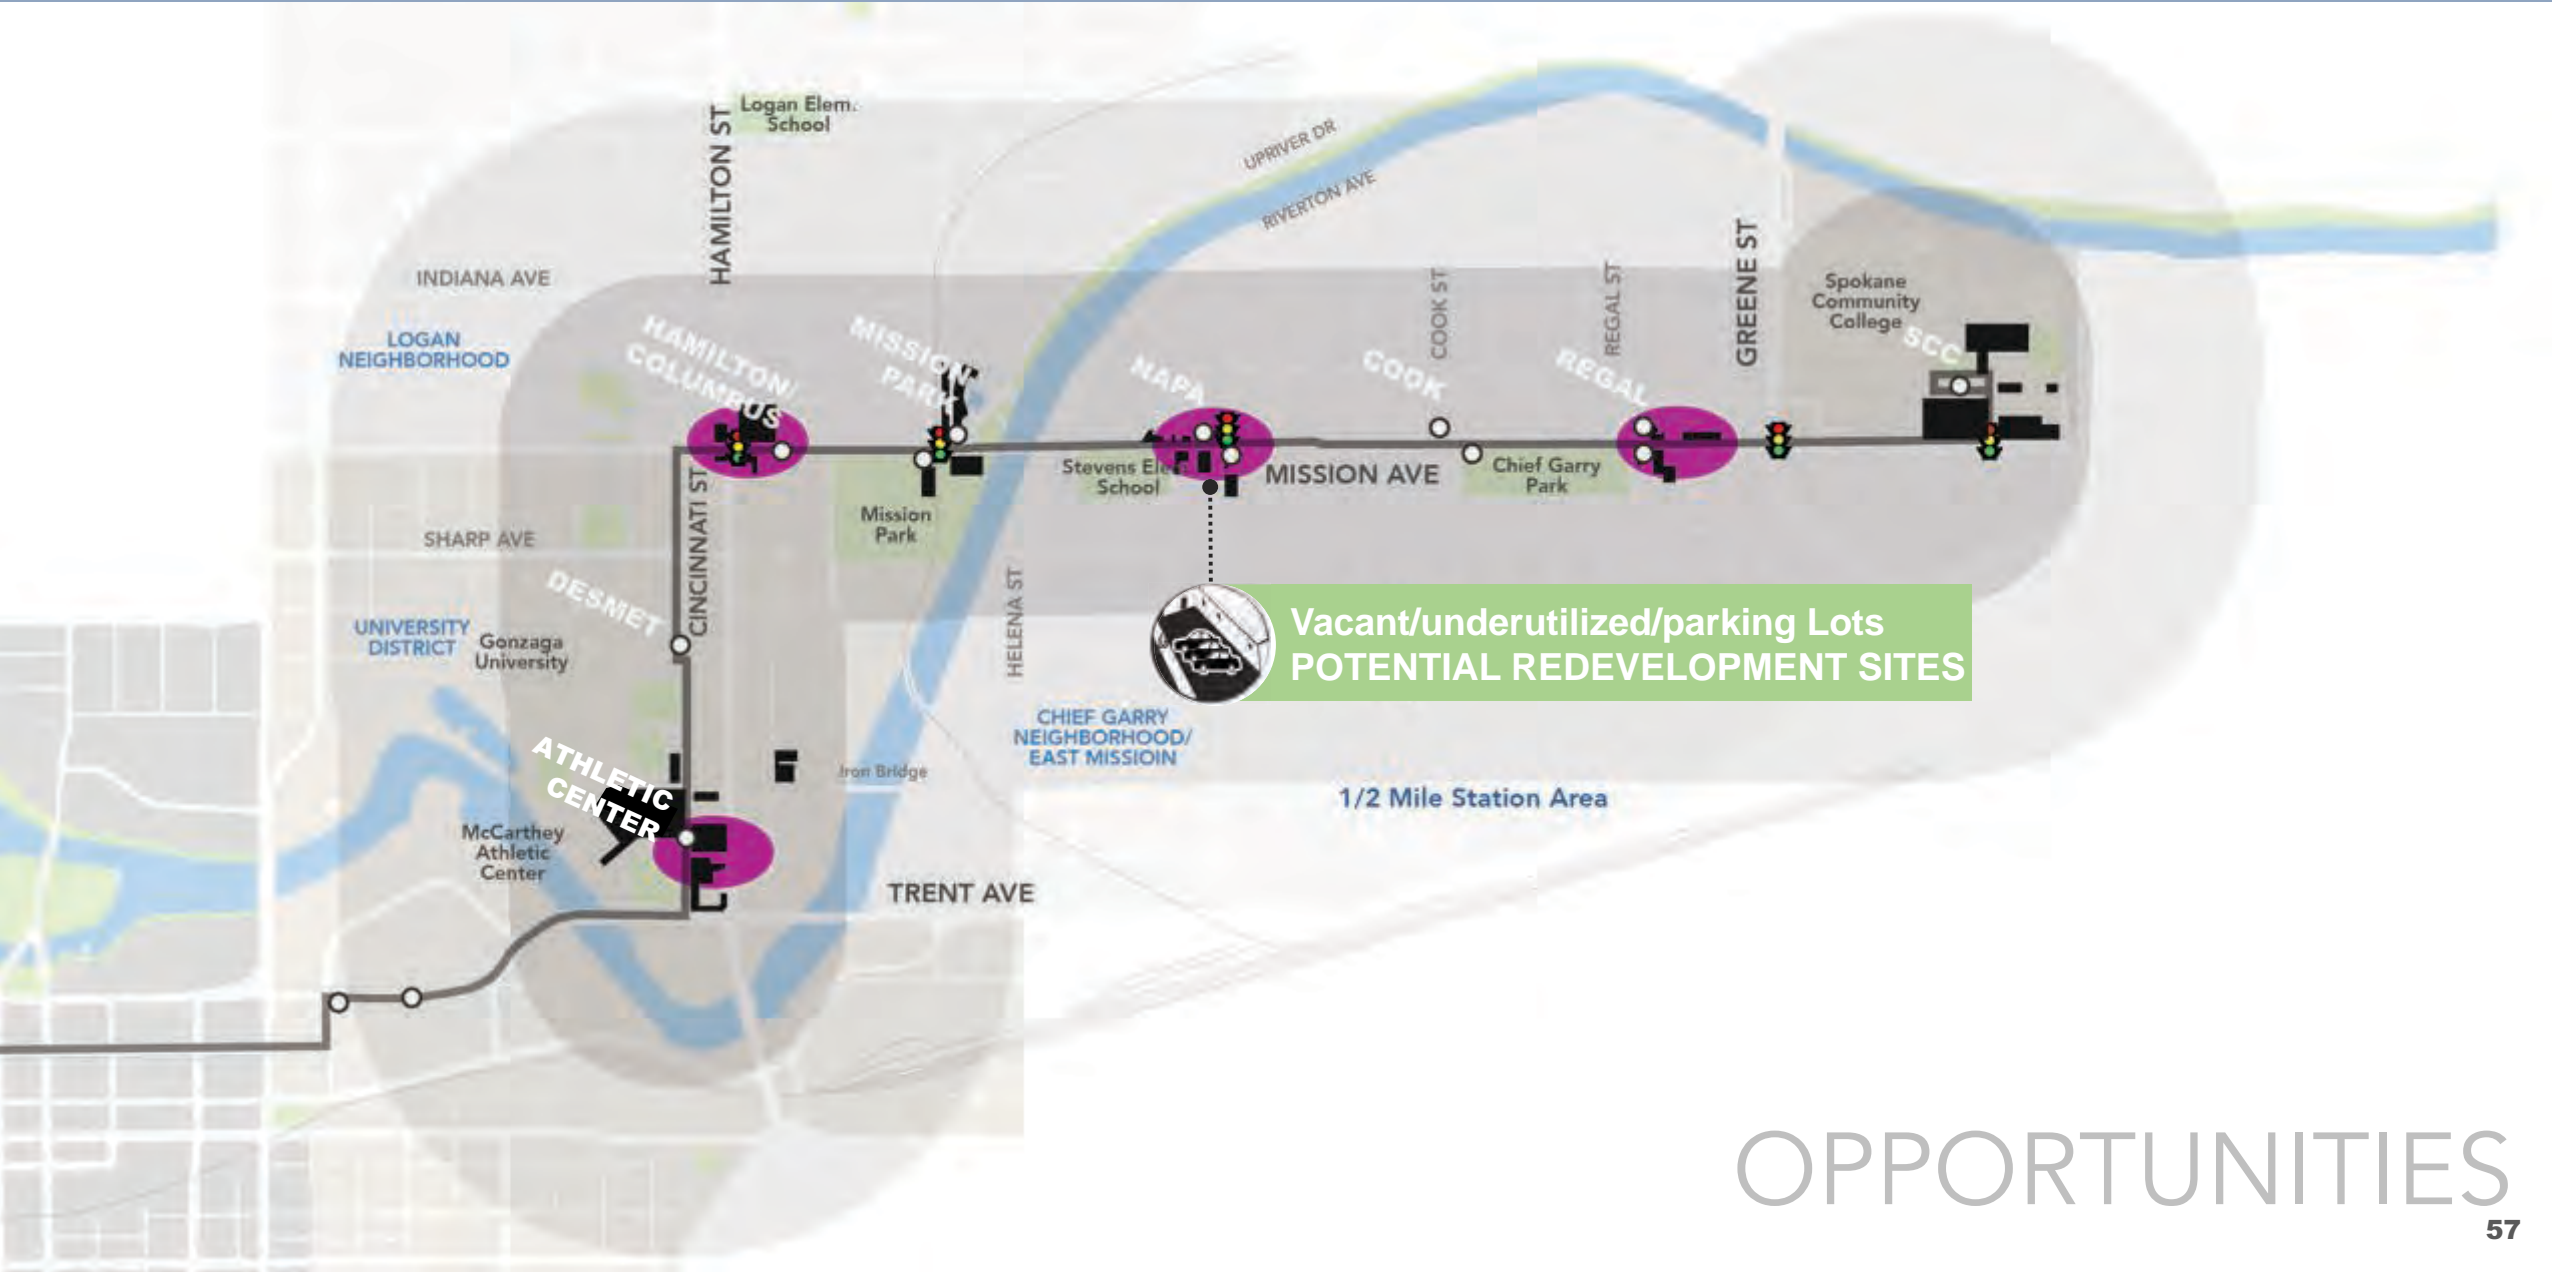 Logan Elem.
School
HAMILTON ST
UPRIVER DR
RIVERTON AVE
INDIANA AVE
LOGAN
NEIGHBORHOOD
HAMILTON/
COLUMBUS
MISSION
PARK
NAPA
COOK
COOK ST
REGAL
REGAL ST
GREENE ST
Spokane
Community
College
SCC
Stevens Ele
School
MISSION AVE
Chief Garry
Park
Mission
Park
SHARP AVE
CINCINNATI ST
DESMET
HELENA ST
UNIVERSITY
DISTRICT
Gonzaga
University
Vacant/underutilized/parking Lots
POTENTIAL REDEVELOPMENT SITES
CHIEF GARRY
NEIGHBORHOOD/
EAST MISSIOIN
Iron Bridge
1/2 Mile Station Area
ATHLETIC
CENTER
McCarthey
Athletic
Center
TRENT AVE
OPPORTUNITIES
57